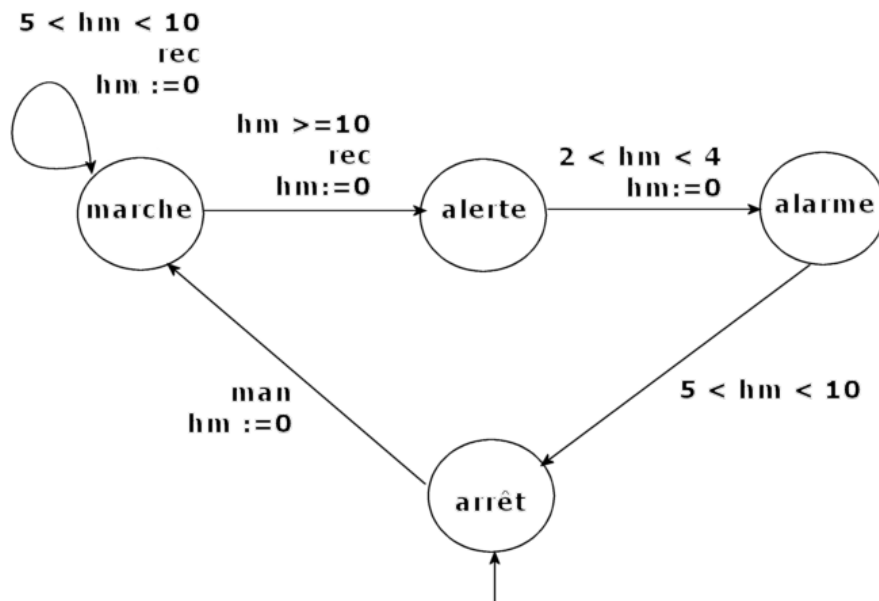 5 < hm < 10
rec
hm :=0
hm >=10
rec
hm:=0
2 < hm < 4
hm:=0
marche
alerte
alarme
5 < hm < 10
man
hm :=0
arrêt